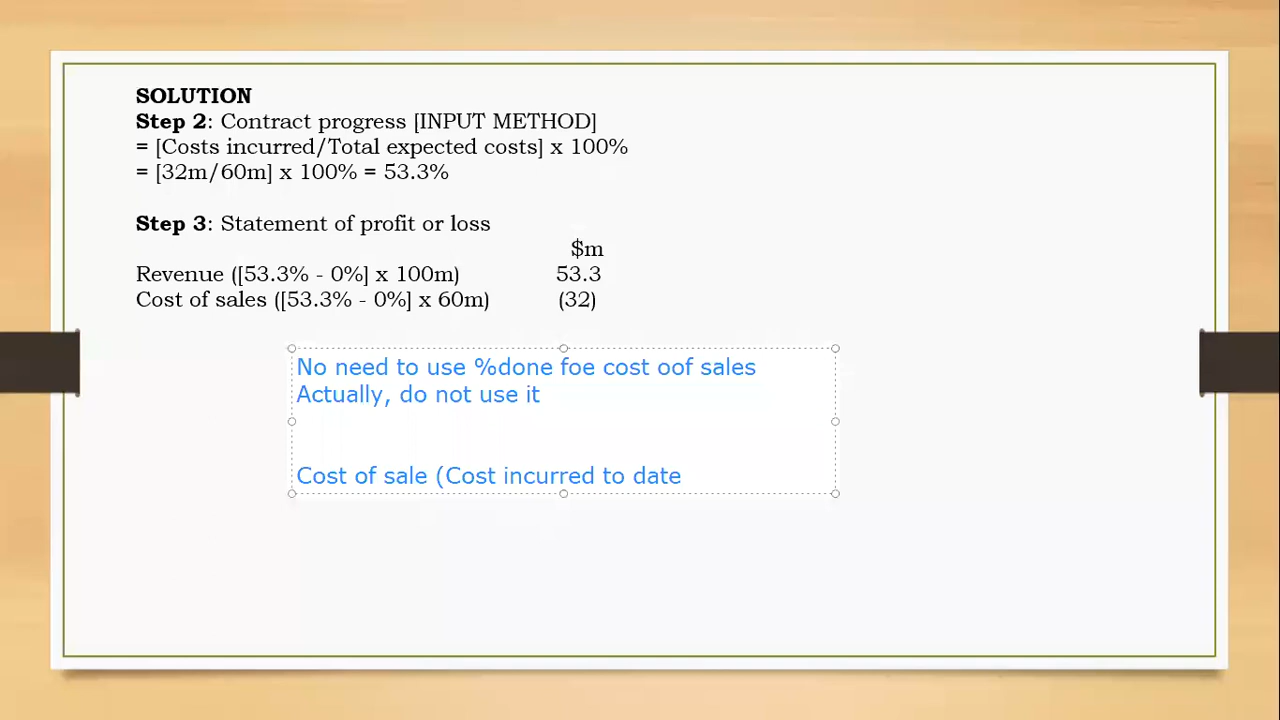 SOLUTION
Step 2: Contract progress [INPUT METHOD]
= [Costs incurred/Total expected costs] x 100%
= [32m/60m] x 100% = 53.3%
Step 3: Statement of profit or loss
$m
Revenue ([53.3% - 0%] x 100m) 53.3
Cost of sales ([53.3% - 0%] x 60m) (32)
No need to use %done foe cost oof sales
Actually, do not use it
Cost of sale (Cost incurred to date